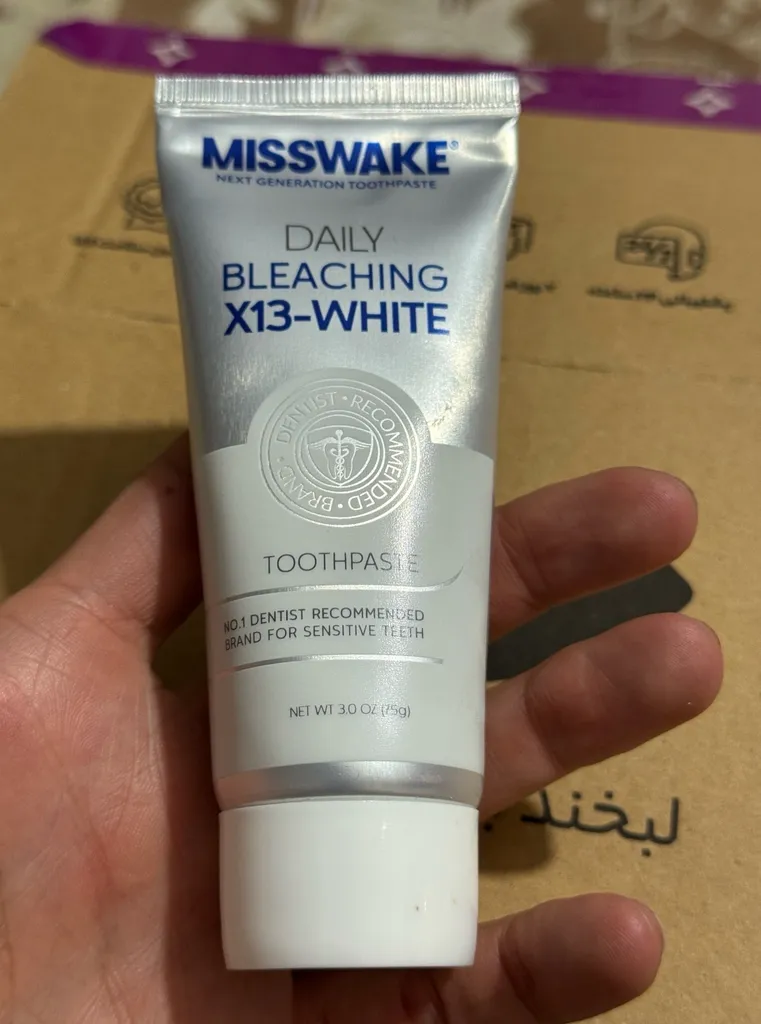 MISSWAKE®
NEXT GENERATION TOOTHPASTE
DAILY
BLEACHING
X13-WHITE
DENTIST • RECOMMENDED • BRAND •
TOOTHPASTE
NO.1 DENTIST RECOMMENDED
BRAND FOR SENSITIVE TEETH
NET WT 3.0 OZ (75g)
لبخند